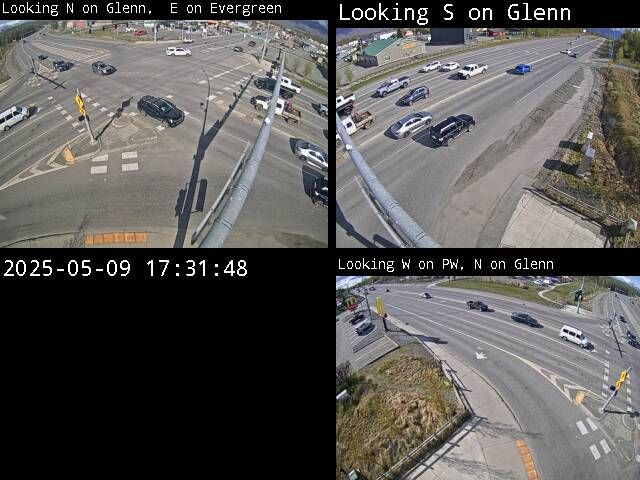 Looking N on Glenn, E on Evergreen
Looking S on Glenn
2025-05-09 17:31:48
Looking W on PW, N on Glenn